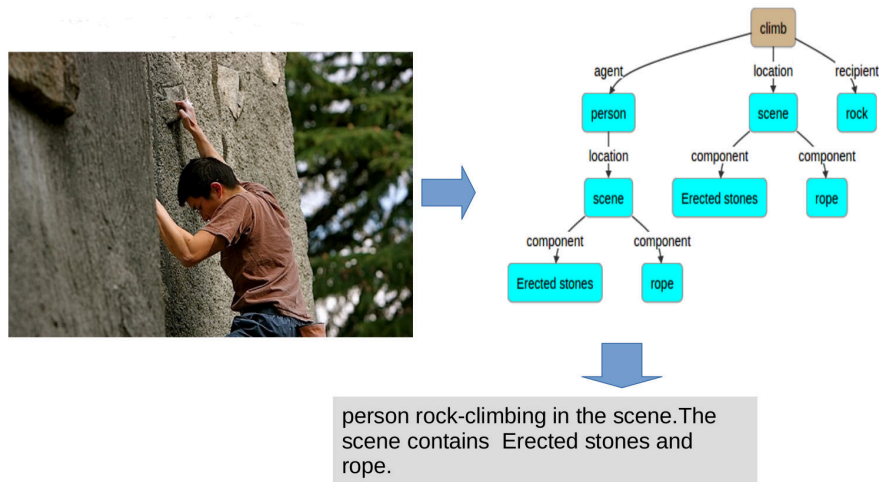 climb
agent
location
recipient
person
scene
rock
location
component
component
scene
Erected stones
rope
component
component
Erected stones
rope
person rock-climbing in the scene.The
scene contains  Erected stones and
rope.